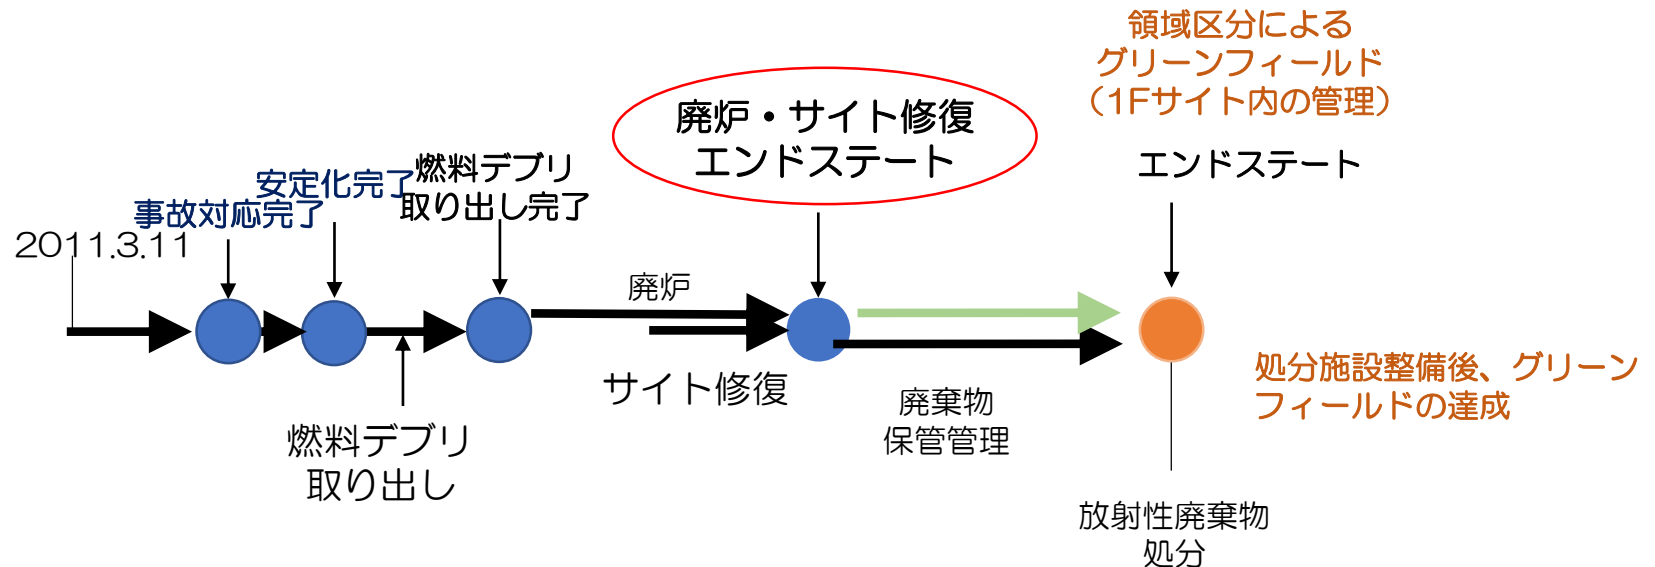 領域区分による
グリーンフィールド
（1Fサイト内の管理）
廃炉・サイト修復
エンドステート
エンドステート
燃料デブリ
取り出し完了
安定化完了
事故対応完了
2011.3.11
廃炉
サイト修復
処分施設整備後、グリーン
フィールドの達成
廃棄物
保管管理
燃料デブリ
取り出し
放射性廃棄物
処分